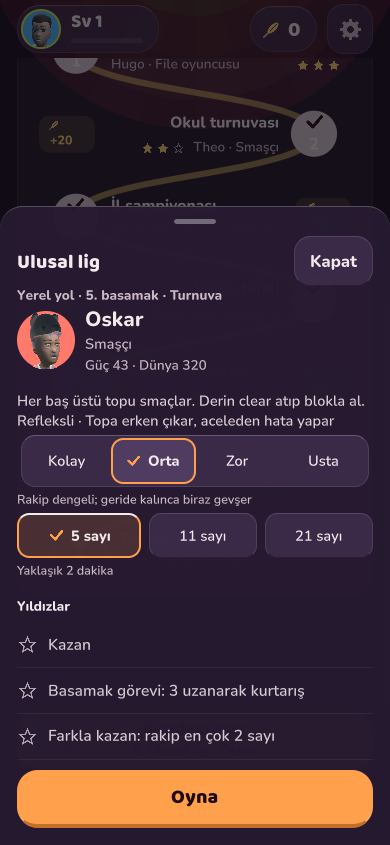 Sv 1
0
1
Hugo · File oyuncusu
Okul turnuvası
+20
2
Theo · Smaşçı
İl şampiyonası
Ulusal lig
Kapat
Yerel yol · 5. basamak · Turnuva
Oskar
Smaşçı
Güç 43 · Dünya 320
Her baş üstü topu smaçlar. Derin clear atıp blokla al.
Refleksli · Topa erken çıkar, aceleden hata yapar
Kolay
Orta
Zor
Usta
Rakip dengeli; geride kalınca biraz gevşer
5 sayı
11 sayı
21 sayı
Yaklaşık 2 dakika
Yıldızlar
Kazan
Basamak görevi: 3 uzanarak kurtarış
Farkla kazan: rakip en çok 2 sayı
Oyna